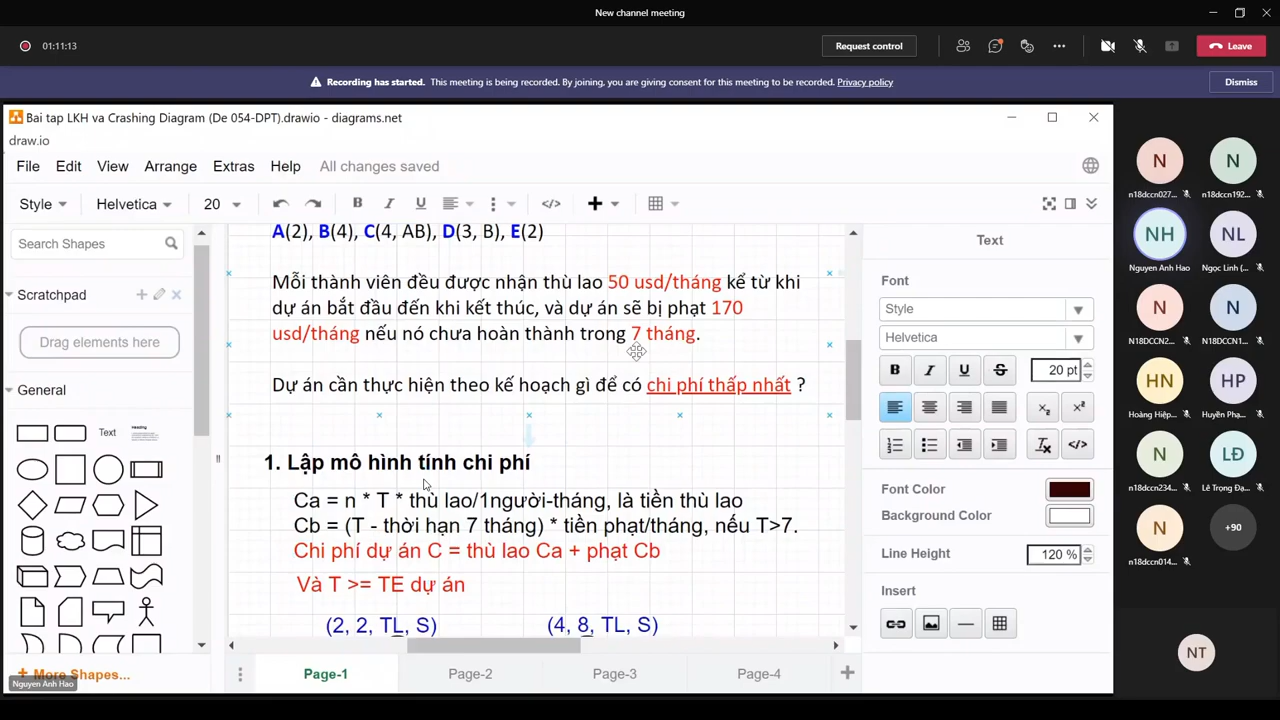 New channel meeting
01:11:13
Request control
Leave
Recording has started. This meeting is being recorded. By joining, you are giving consent for this meeting to be recorded. Privacy policy
Dismiss
Bai tap LKH va Crashing Diagram (De 054-DPT).drawio - diagrams.net
draw.io
File Edit View Arrange Extras Help All changes saved
Style Helvetica 20 B I U </>
Search Shapes
Scratchpad
Drag elements here
General
Text
Heading
More Shapes...
Nguyen Anh Hao
A(2), B(4), C(4, AB), D(3, B), E(2)
Mỗi thành viên đều được nhận thù lao 50 usd/tháng kể từ khi
dự án bắt đầu đến khi kết thúc, và dự án sẽ bị phạt 170
usd/tháng nếu nó chưa hoàn thành trong 7 tháng.
Dự án cần thực hiện theo kế hoạch gì để có chi phí thấp nhất ?
1. Lập mô hình tính chi phí
Ca = n * T * thù lao/1người-tháng, là tiền thù lao
Cb = (T - thời hạn 7 tháng) * tiền phạt/tháng, nếu T>7.
Chi phí dự án C = thù lao Ca + phạt Cb
Và T >= TE dự án
(2, 2, TL, S) (4, 8, TL, S)
Page-1 Page-2 Page-3 Page-4
Text
Font
Style
Helvetica
B I U S 20 pt
Font Color
Background Color
Line Height 120 %
Insert
N N
n18dccn027... n18dccn192...
NH NL
Nguyen Anh Hao Ngọc Linh (...
N N
N18DCCN2... N18DCCN1...
HN HP
Hoàng Hiệp... Huyền Phạ...
N LĐ
n18dccn234... Lê Trọng Đạ...
N +90
n18dccn014...
NT